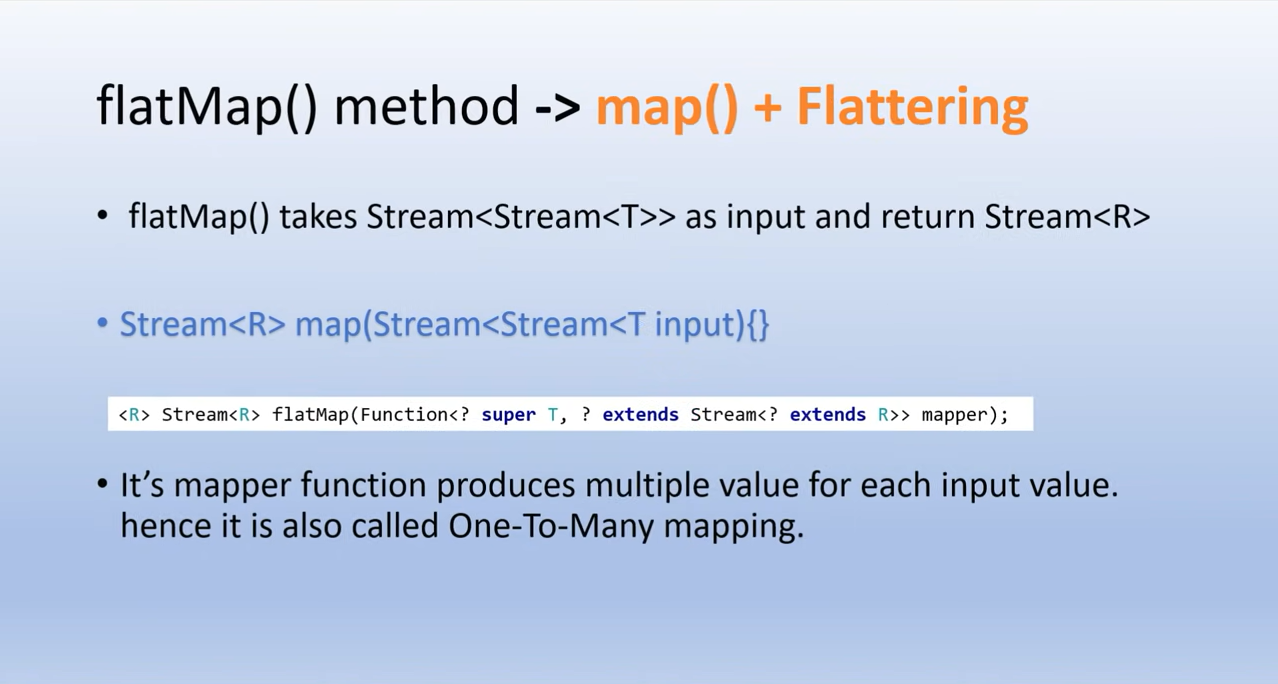 flatMap() method -> map() + Flattering
• flatMap() takes Stream<Stream<T>> as input and return Stream<R>
• Stream<R> map(Stream<Stream<T input){}
<R> Stream<R> flatMap(Function<? super T, ? extends Stream<? extends R>> mapper);
• It’s mapper function produces multiple value for each input value.
hence it is also called One-To-Many mapping.